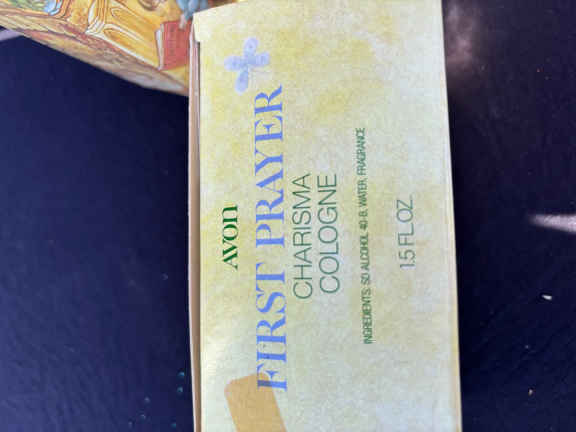 AVON
FIRST PRAYER
CHARISMA
COLOGNE
INGREDIENTS: SD ALCOHOL 40-B, WATER, FRAGRANCE
1.5 FL. OZ.